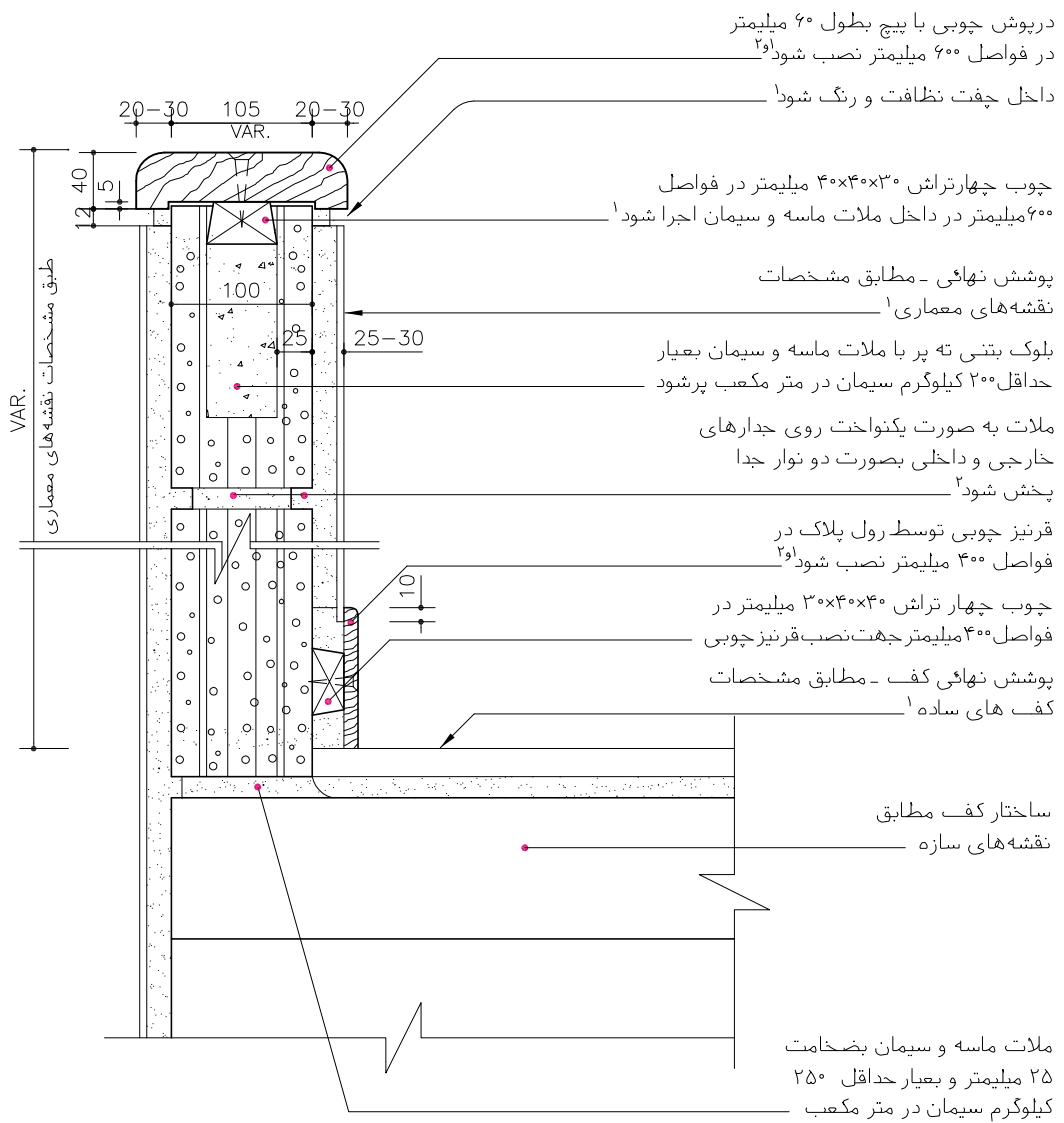 درپوش چوبی با پیچ بطول ۶۰ میلیمتر
در فواصل ۶۰۰ میلیمتر نصب شود۱و۲
داخل چفت نظافت و رنگ شود۱
چوب چهارتراش ۳۰×۴۰×۴۰ میلیمتر در فواصل
۶۰۰میلیمتر در داخل ملات ماسه و سیمان اجرا شود۱
پوشش نهائی ـ مطابق مشخصات
نقشه‌های معماری۱
بلوک بتنی ته پر با ملات ماسه و سیمان بعیار
حداقل۲۰۰ کیلوگرم سیمان در متر مکعب پرشود
ملات به صورت یکنواخت روی جدارهای
خارجی و داخلی بصورت دو نوار جدا
پخش شود۲
قرنیز چوبی توسط رول پلاک در
فواصل ۴۰۰ میلیمتر نصب شود۱و۲
چوب چهار تراش ۴۰×۴۰×۳۰ میلیمتر در
فواصل۴۰۰میلیمترجهت‌نصب‌قرنیزچوبی
پوشش نهائی کف ـ مطابق مشخصات
کف های ساده۱
ساختار کف مطابق
نقشه‌های سازه
ملات ماسه و سیمان بضخامت
۲۵ میلیمتر و بعیار حداقل ۲۵۰
کیلوگرم سیمان در متر مکعب
20-30 105 20-30
VAR.
40
5
12
100
25 25-30
10
VAR.
طبق مشخصات نقشه‌های معماری